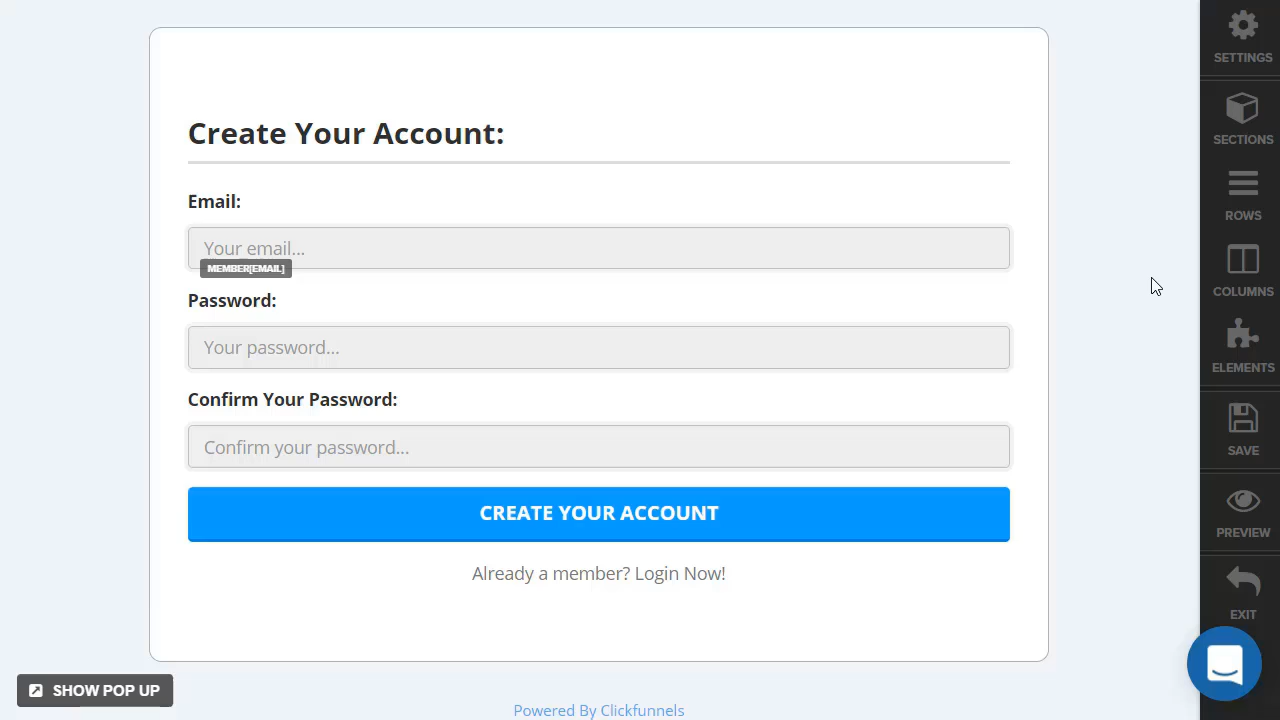 Create Your Account:
Email:
Your email...
MEMBER[EMAIL]
Password:
Your password...
Confirm Your Password:
Confirm your password...
CREATE YOUR ACCOUNT
Already a member? Login Now!
SHOW POP UP
Powered By Clickfunnels
SETTINGS
SECTIONS
ROWS
COLUMNS
ELEMENTS
SAVE
PREVIEW
EXIT